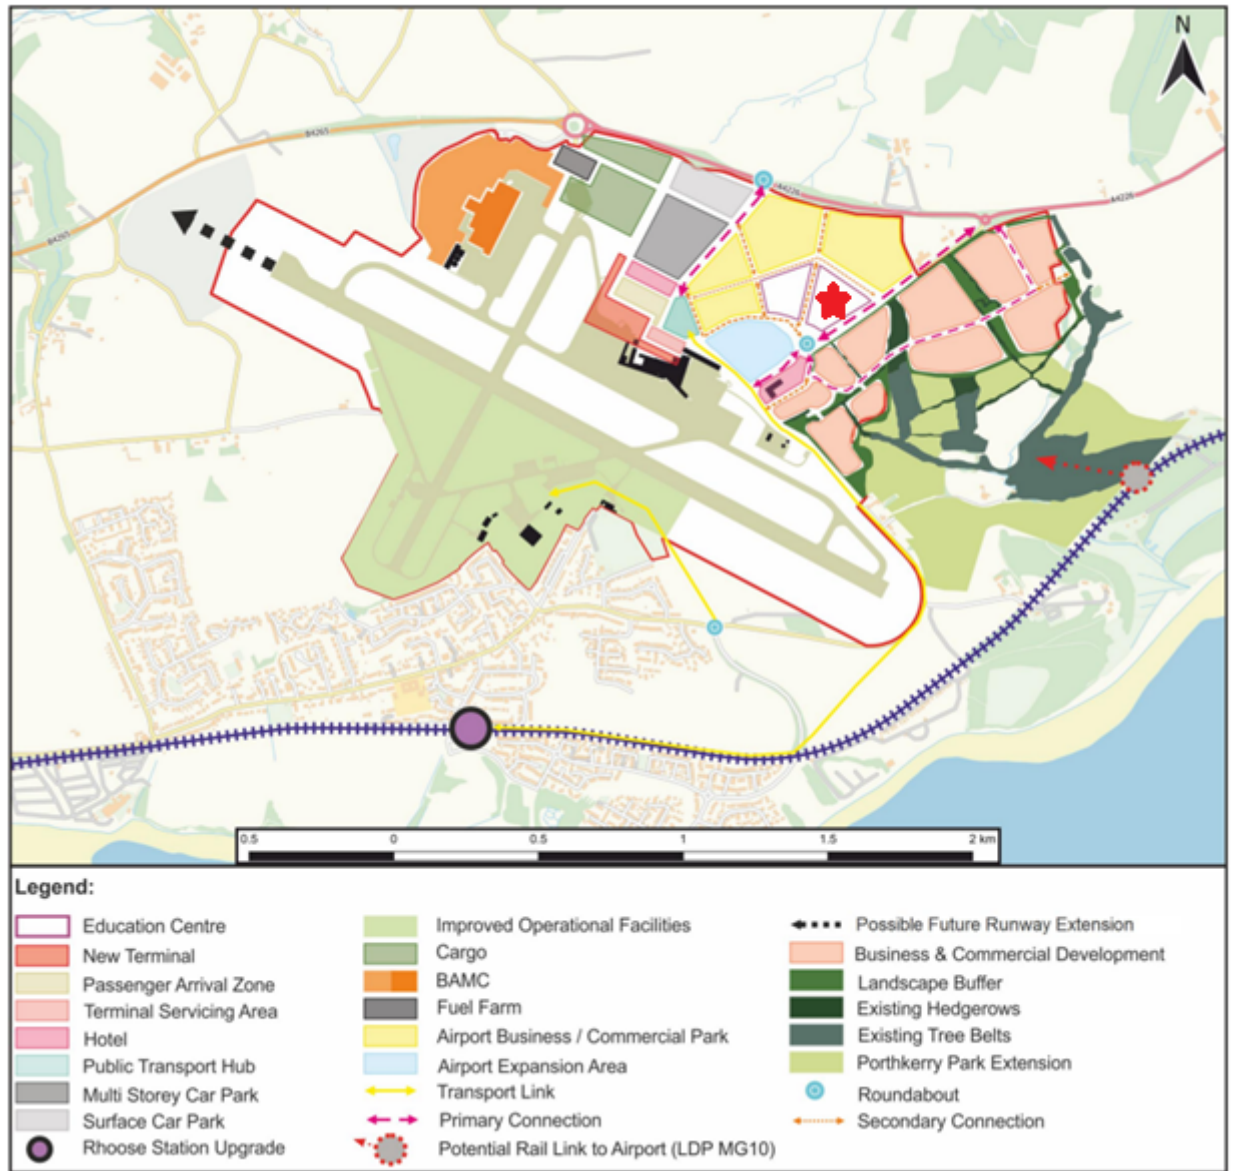 N
B4265
A4226
A4226
B4265
0.5 0 0.5 1 1.5 2 km
Legend:
Education Centre
New Terminal
Passenger Arrival Zone
Terminal Servicing Area
Hotel
Public Transport Hub
Multi Storey Car Park
Surface Car Park
Rhoose Station Upgrade
Improved Operational Facilities
Cargo
BAMC
Fuel Farm
Airport Business / Commercial Park
Airport Expansion Area
Transport Link
Primary Connection
Potential Rail Link to Airport (LDP MG10)
Possible Future Runway Extension
Business & Commercial Development
Landscape Buffer
Existing Hedgerows
Existing Tree Belts
Porthkerry Park Extension
Roundabout
Secondary Connection